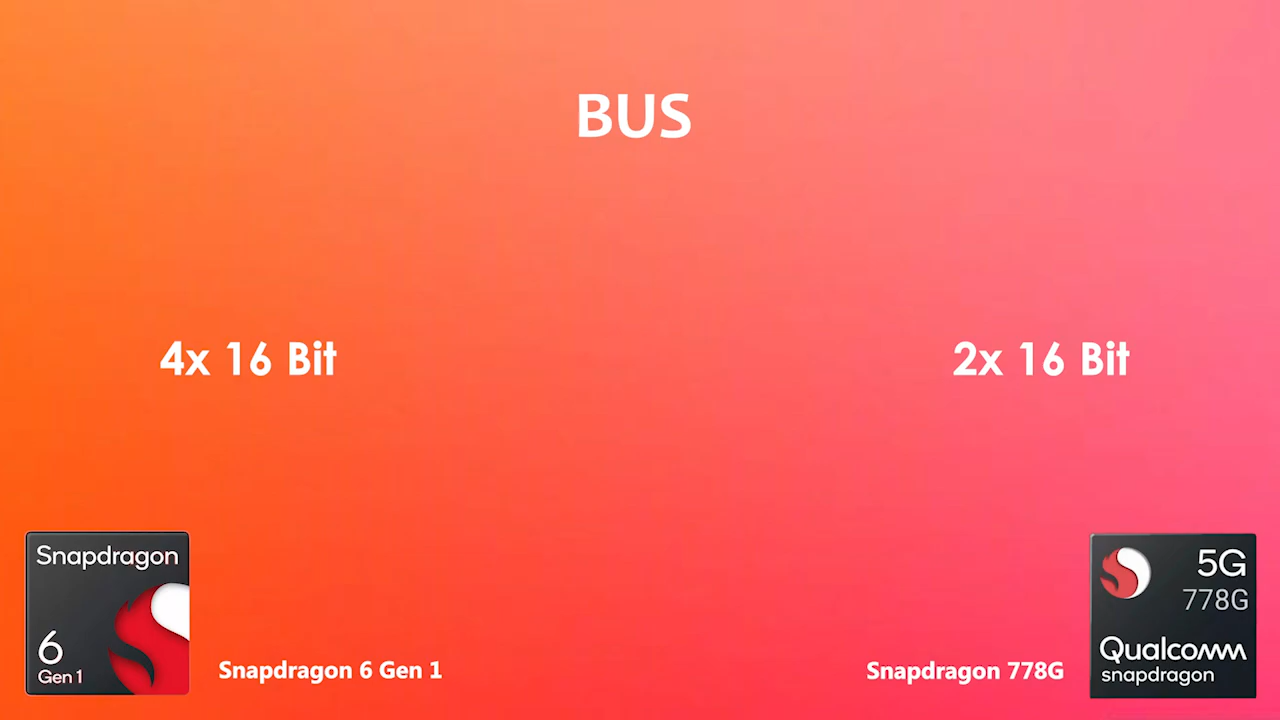 BUS
4x 16 Bit
2x 16 Bit
Snapdragon
6
Gen 1
Snapdragon 6 Gen 1
Snapdragon 778G
5G
778G
Qualcomm
snapdragon